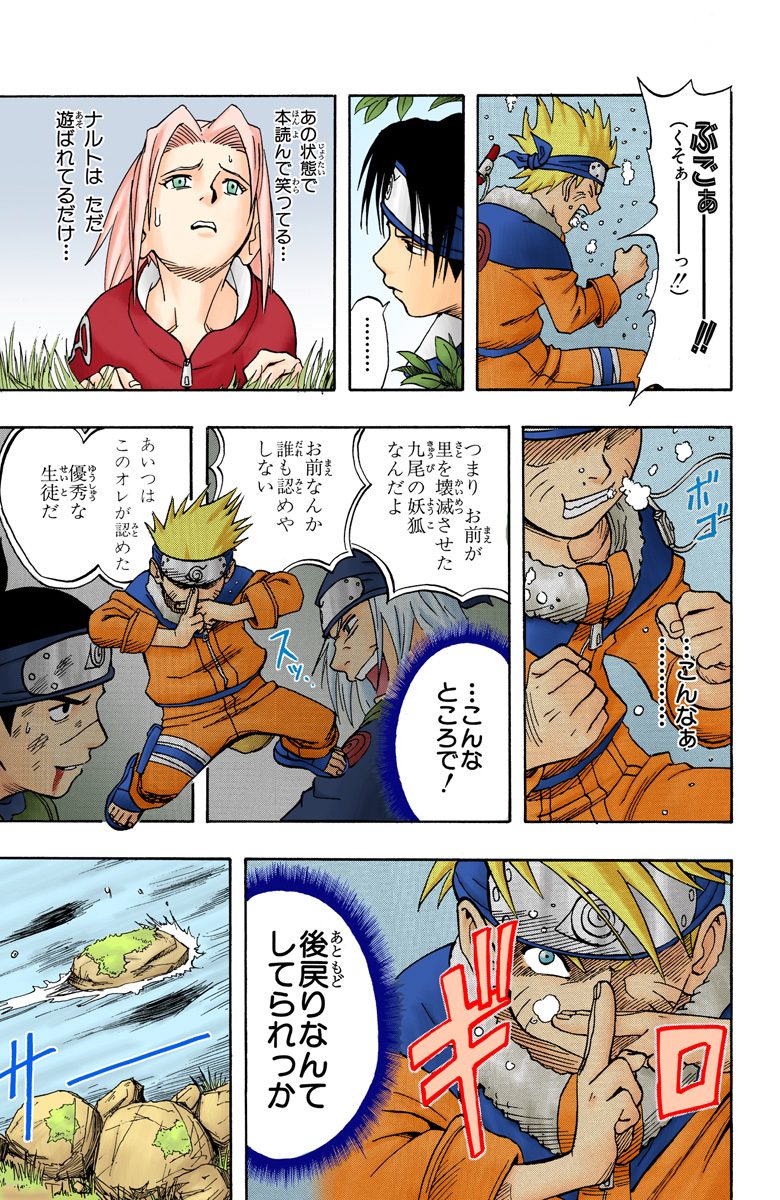 ぶごぁ――――!!
(くそぁ――っ!!)
………
あの状態で
本読んで笑ってる…
ナルトは ただ
遊ばれてるだけ…
ボゴ
…こんなぁ
…………
つまり お前が
里を壊滅させた
九尾の妖狐
なんだよ
お前なんか
誰も認めや
しない
…こんな
ところで!
スッ…
あいつは
このオレが認めた
優秀な
生徒だ
ギロ
後戻りなんて
してられっか
サー